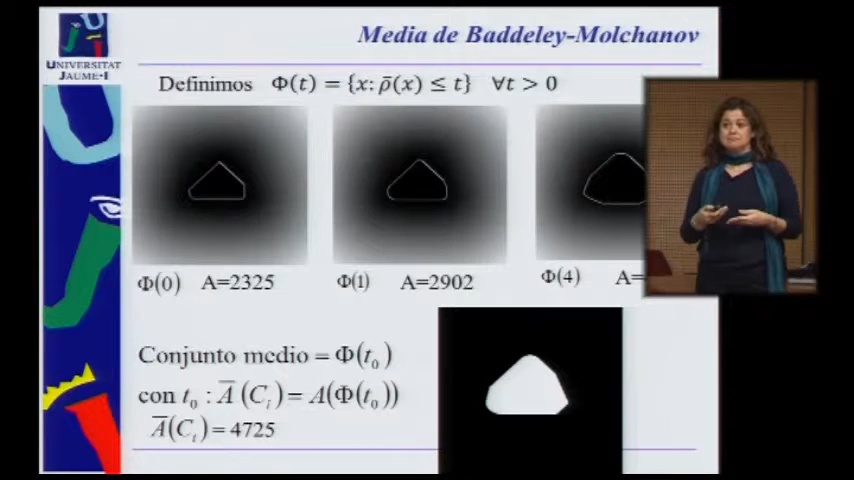 Media de Baddeley-Molchanov
UNIVERSITAT
JAUME·I
Definimos Φ(t) = {x: ρ̄(x) ≤ t} ∀t > 0
Φ(0) A=2325 Φ(1) A=2902 Φ(4) A=
Conjunto medio = Φ(t₀)
con t₀ : A̅ (Cᵢ) = A(Φ(t₀))
A̅(Cᵢ) = 4725